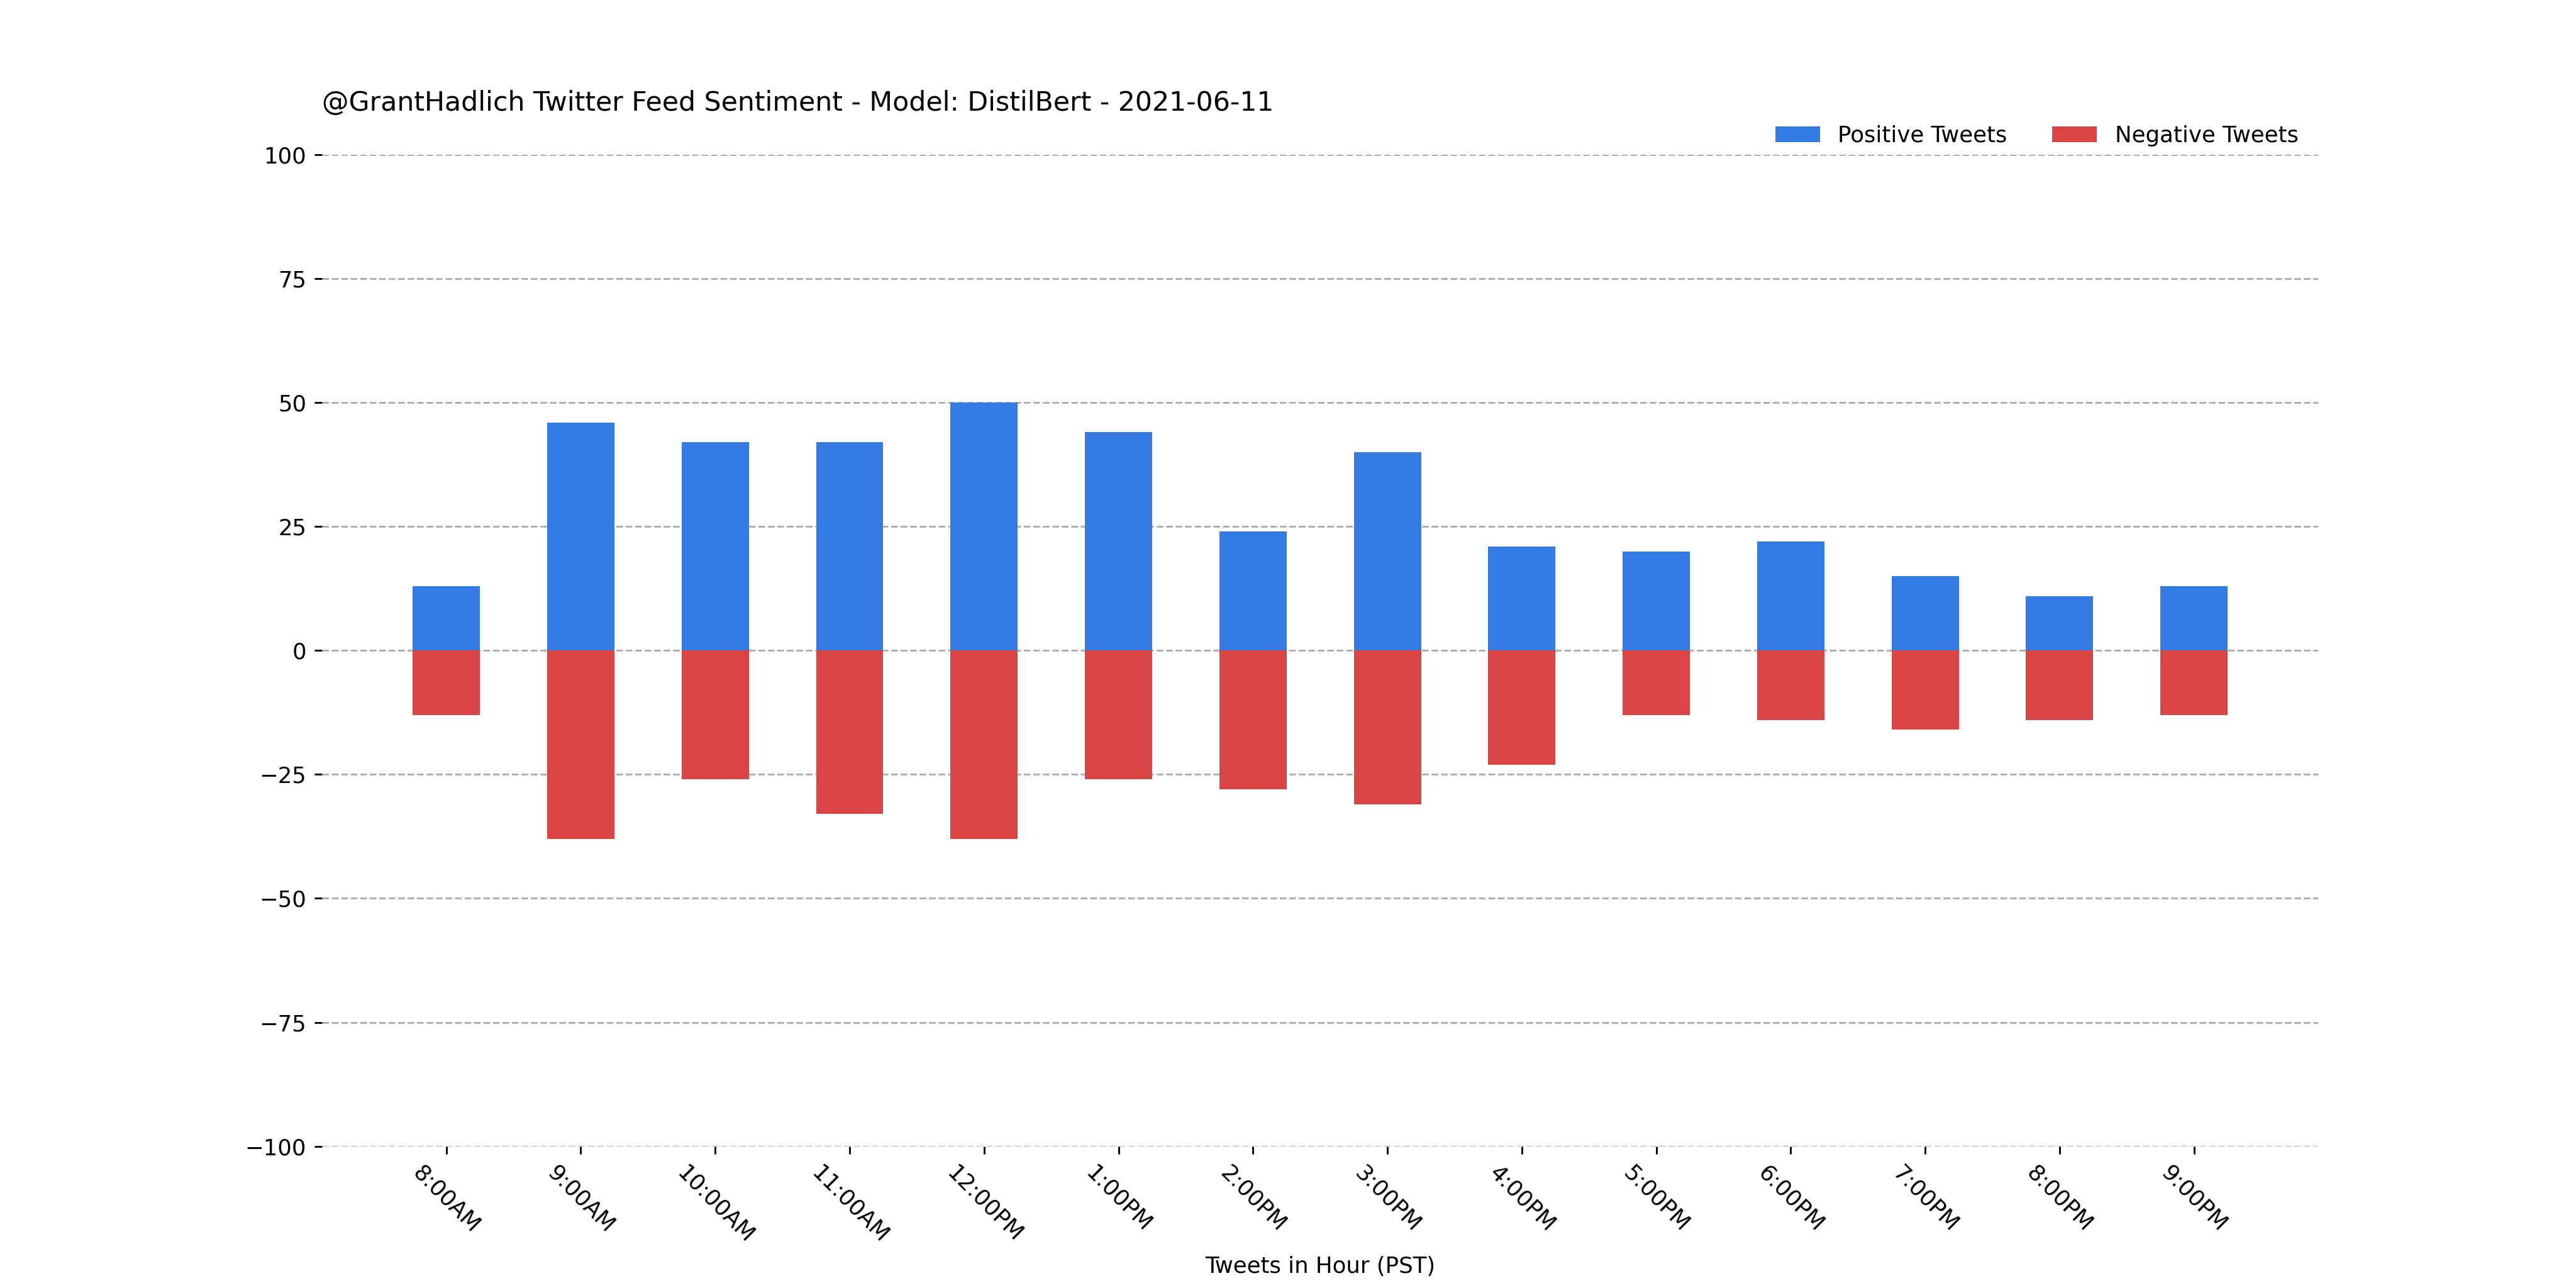 @GrantHadlich Twitter Feed Sentiment - Model: DistilBert - 2021-06-11
Positive Tweets Negative Tweets
100
75
50
25
0
−25
−50
−75
−100
8:00AM 9:00AM 10:00AM 11:00AM 12:00PM 1:00PM 2:00PM 3:00PM 4:00PM 5:00PM 6:00PM 7:00PM 8:00PM 9:00PM
Tweets in Hour (PST)